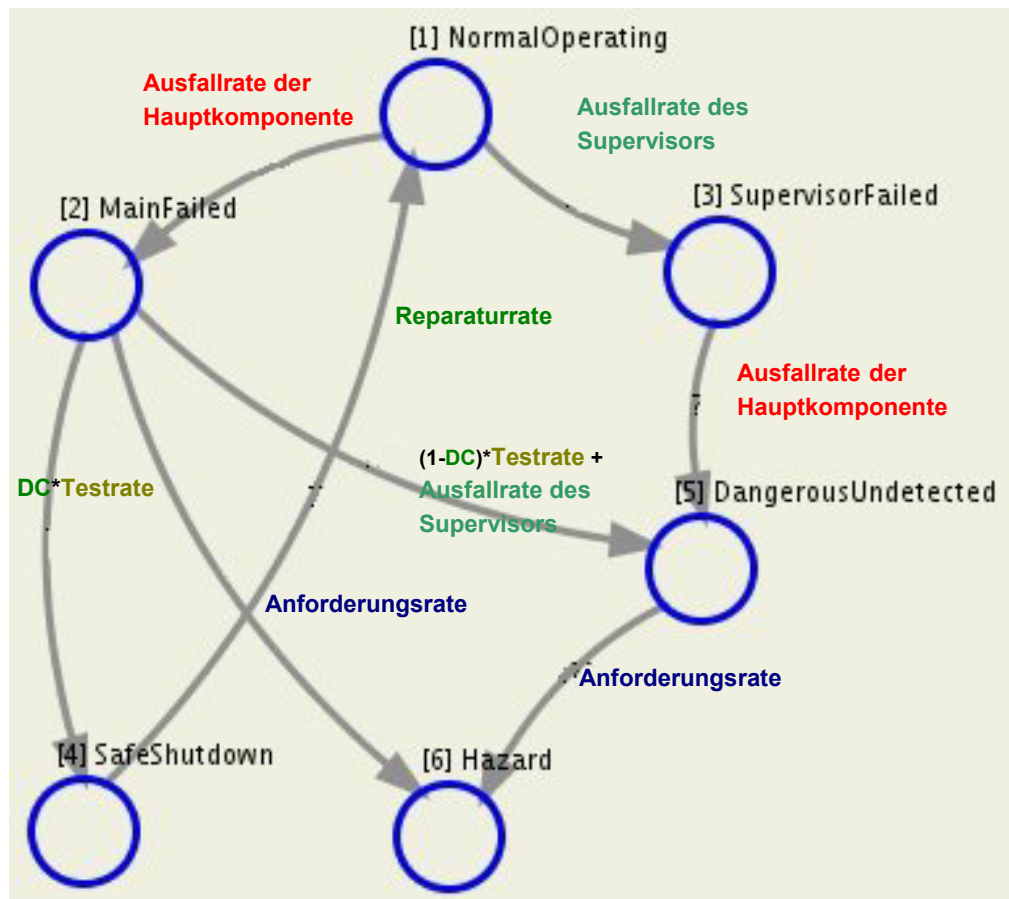 [1] NormalOperating
Ausfallrate der
Hauptkomponente
Ausfallrate des
Supervisors
[2] MainFailed
[3] SupervisorFailed
Reparaturrate
Ausfallrate der
Hauptkomponente
(1-DC)*Testrate +
Ausfallrate des
Supervisors
DC*Testrate
[5] DangerousUndetected
Anforderungsrate
Anforderungsrate
[4] SafeShutdown
[6] Hazard